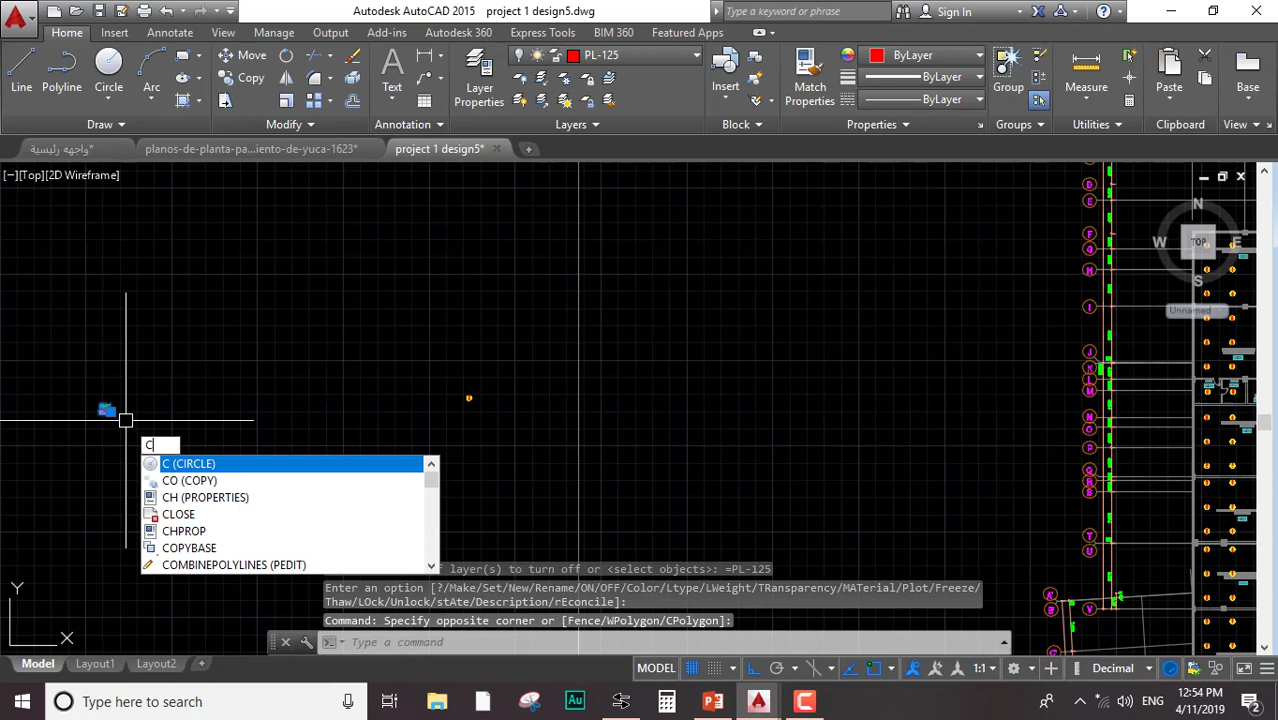 Autodesk AutoCAD 2015 project 1 design5.dwg
Type a keyword or phrase
Sign In
Home Insert Annotate View Manage Output Add-ins Autodesk 360 Express Tools BIM 360 Featured Apps
Line Polyline Circle Arc
Move
Copy
Text
Layer Properties
PL-125
Insert
Match Properties
ByLayer
ByLayer
ByLayer
Group
Measure
Paste
Base
Draw Modify Annotation Layers Block Properties Groups Utilities Clipboard View
واجهه رئيسية*
planos-de-planta-pa...iento-de-yuca-1623*
project 1 design5*
[−][Top][2D Wireframe]
N
W TOP E
S
Unnamed
D
E
F
H
I
J
K
L
M
N
O
P
Q
R
S
T
U
V
C
C (CIRCLE)
CO (COPY)
CH (PROPERTIES)
CLOSE
CHPROP
COPYBASE
COMBINEPOLYLINES (PEDIT)
layer(s) to turn off or <select objects>: =PL-125
Enter an option [?/Make/Set/New/Rename/ON/OFF/Color/Ltype/LWeight/TRansparency/MATerial/Plot/Freeze/
Thaw/LOck/Unlock/stAte/Description/rEconcile]:
Command: Specify opposite corner or [Fence/WPolygon/CPolygon]:
Type a command
Y
X
Model Layout1 Layout2
MODEL 1:1 Decimal
Type here to search
Au
ENG
12:54 PM
4/11/2019
2